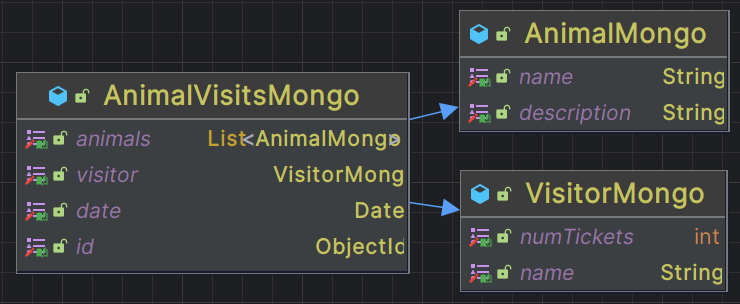 AnimalVisitsMongo
animals List<AnimalMongo>
visitor VisitorMong
date Date
id ObjectId
AnimalMongo
name String
description String
VisitorMongo
numTickets int
name String